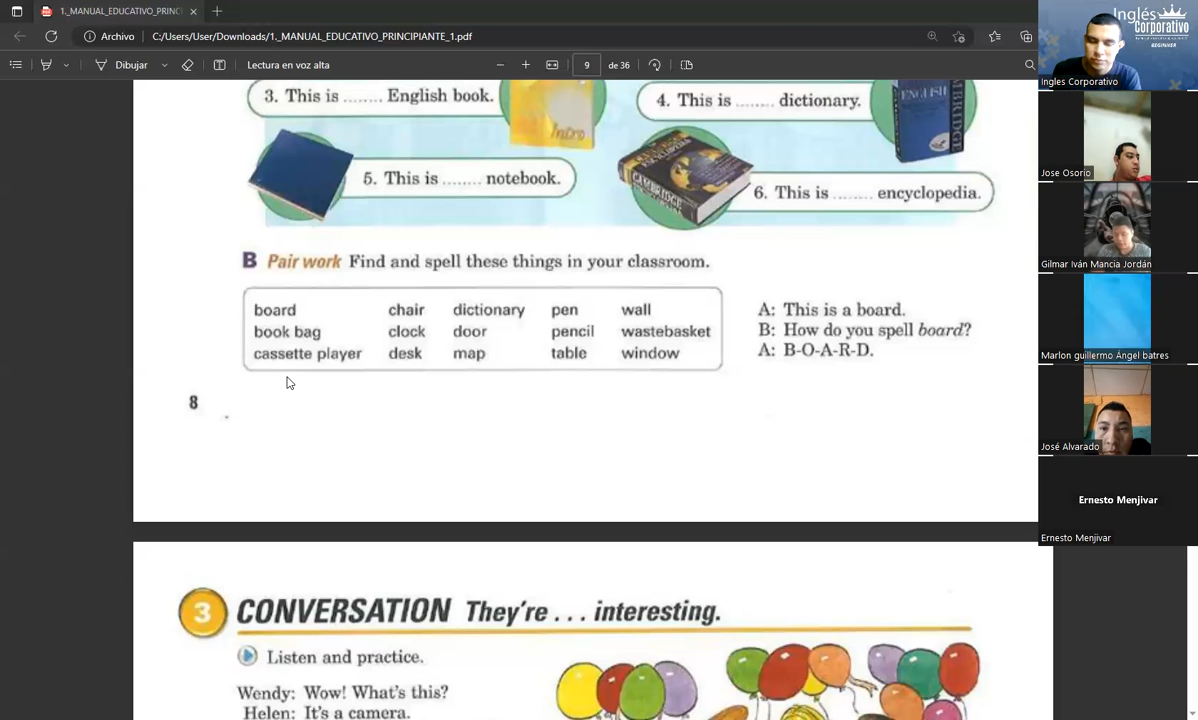 1._MANUAL_EDUCATIVO_PRINCI
Archivo
C:/Users/User/Downloads/1._MANUAL_EDUCATIVO_PRINCIPIANTE_1.pdf
Dibujar
Lectura en voz alta
9
de 36
3. This is ........ English book.
Intro
4. This is ........ dictionary.
ENGLISH
5. This is ........ notebook.
6. This is ........ encyclopedia.
B Pair work Find and spell these things in your classroom.
board chair dictionary pen wall
book bag clock door pencil wastebasket
cassette player desk map table window
A: This is a board.
B: How do you spell board?
A: B-O-A-R-D.
8
3 CONVERSATION They're . . . interesting.
Listen and practice.
Wendy: Wow! What's this?
Helen: It's a camera.
Inglés
Corporativo
BEGINNER
Ingles Corporativo
Jose Osorio
Gilmar Iván Mancia Jordán
Marlon guillermo Ángel batres
José Alvarado
Ernesto Menjivar
Ernesto Menjivar